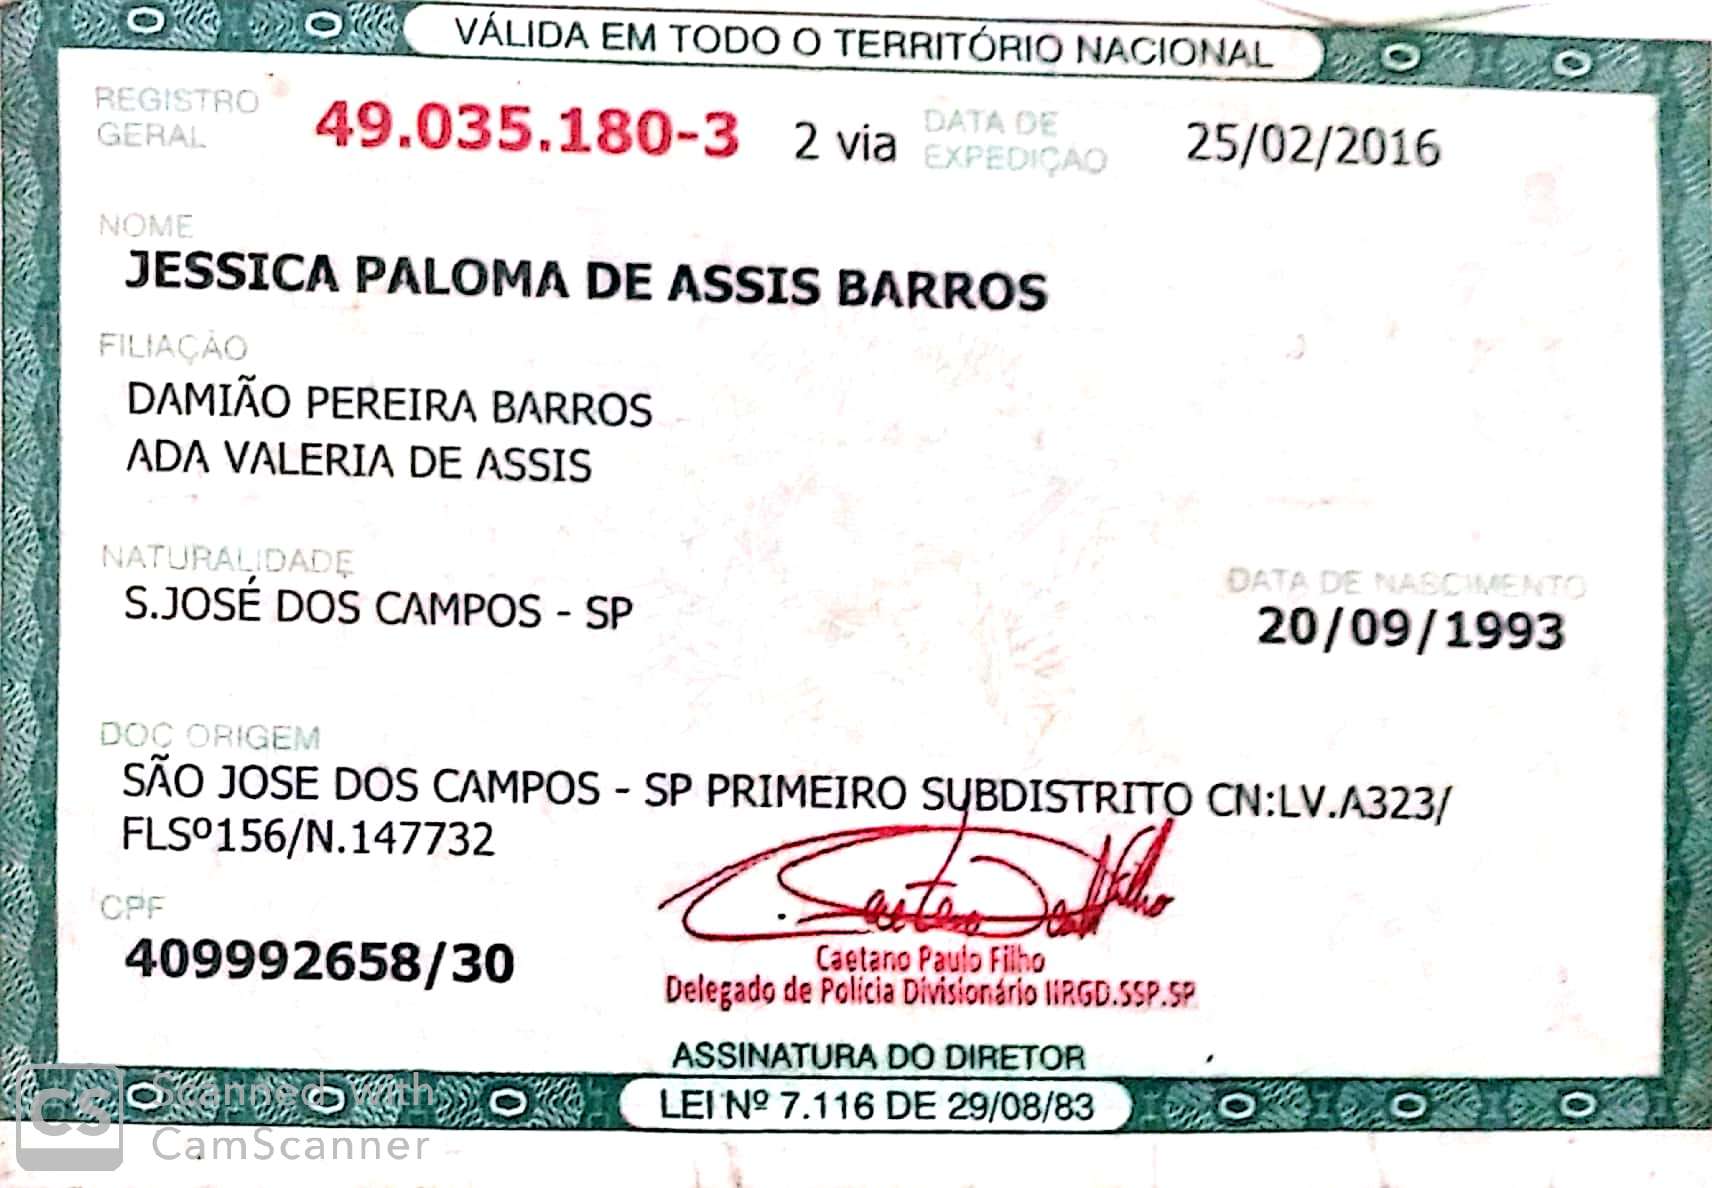 VÁLIDA EM TODO O TERRITÓRIO NACIONAL
REGISTRO GERAL 49.035.180-3 2 via DATA DE EXPEDIÇÃO 25/02/2016
NOME
JESSICA PALOMA DE ASSIS BARROS
FILIAÇÃO
DAMIÃO PEREIRA BARROS
ADA VALERIA DE ASSIS
NATURALIDADE
S.JOSÉ DOS CAMPOS - SP
DATA DE NASCIMENTO
20/09/1993
DOC ORIGEM
SÃO JOSE DOS CAMPOS - SP PRIMEIRO SUBDISTRITO CN:LV.A323/
FLSº156/N.147732
CPF
409992658/30
Caetano Paulo Filho
Delegado de Polícia Divisionário IIRGD.SSP.SP
ASSINATURA DO DIRETOR
LEI Nº 7.116 DE 29/08/83
CS Scanned with
CamScanner